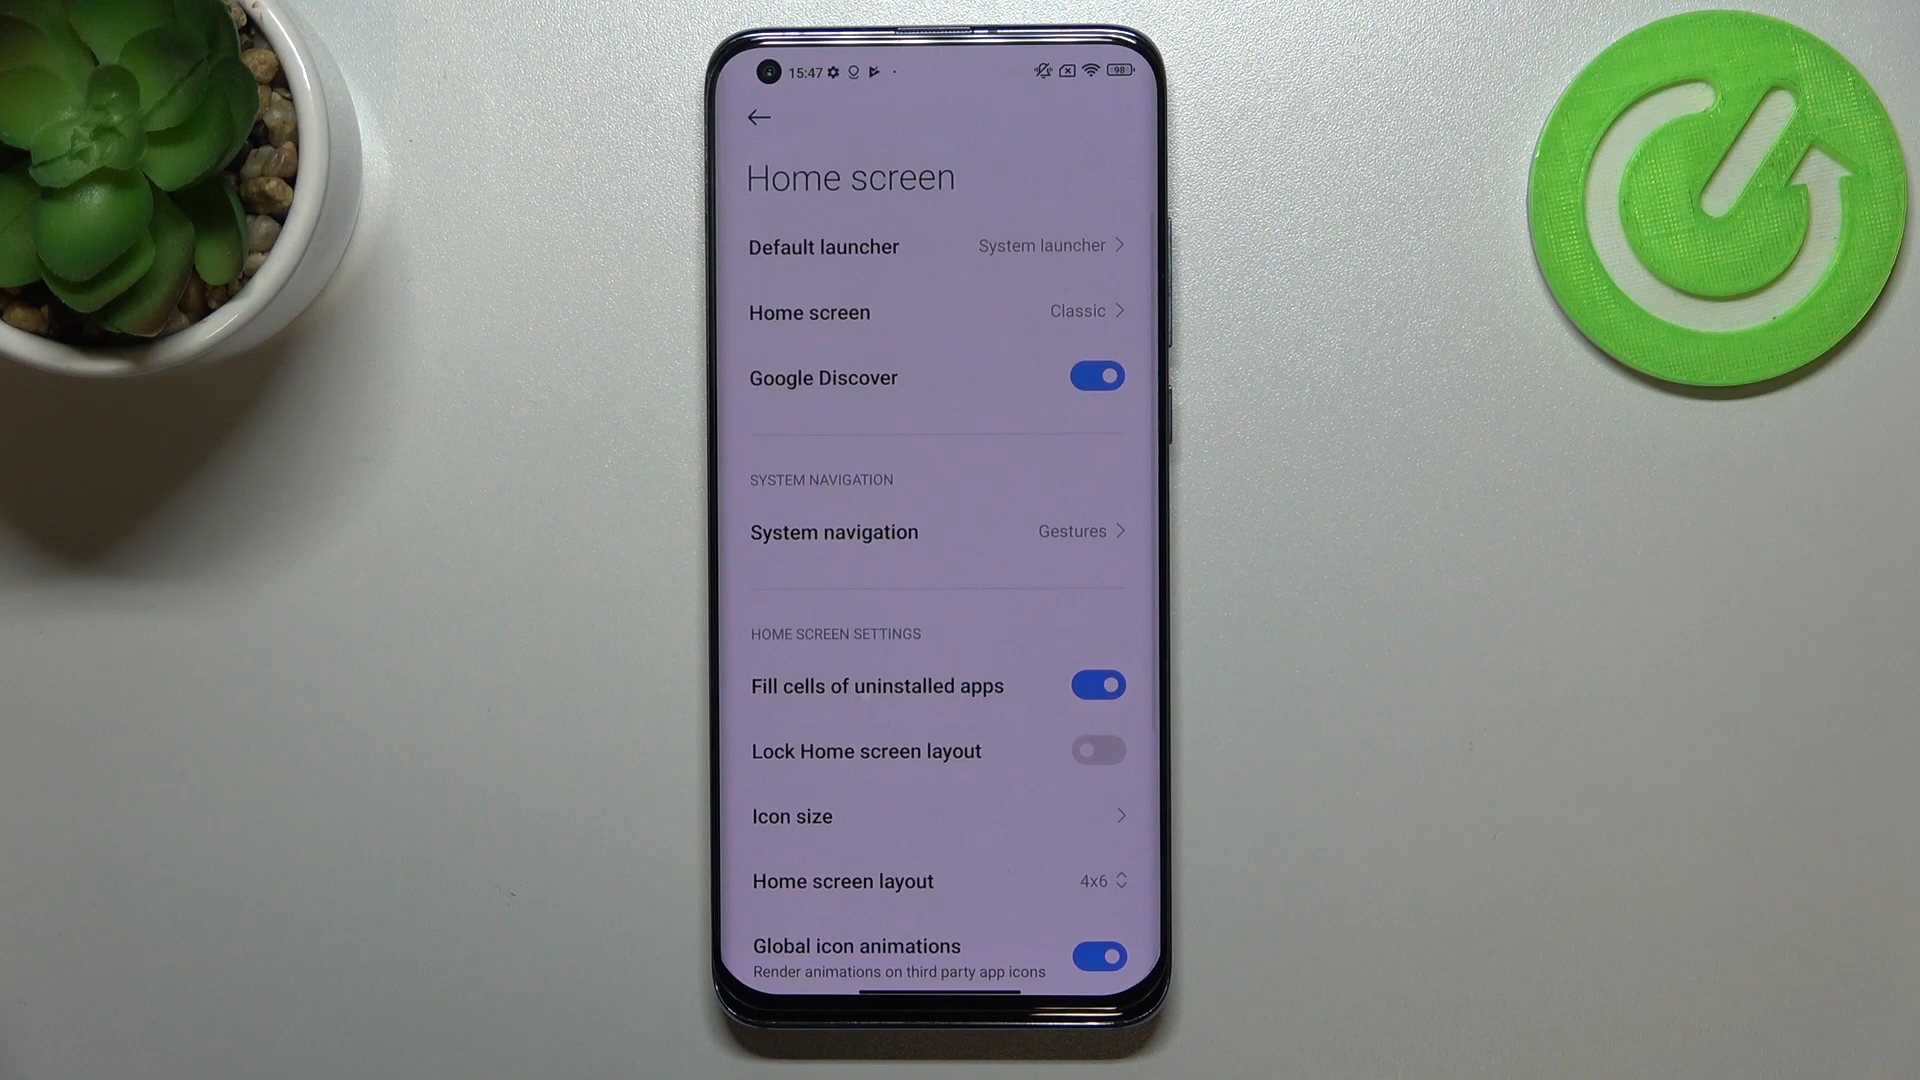 15:47
98
Home screen
Default launcher System launcher
Home screen Classic
Google Discover
SYSTEM NAVIGATION
System navigation Gestures
HOME SCREEN SETTINGS
Fill cells of uninstalled apps
Lock Home screen layout
Icon size
Home screen layout 4x6
Global icon animations
Render animations on third party app icons